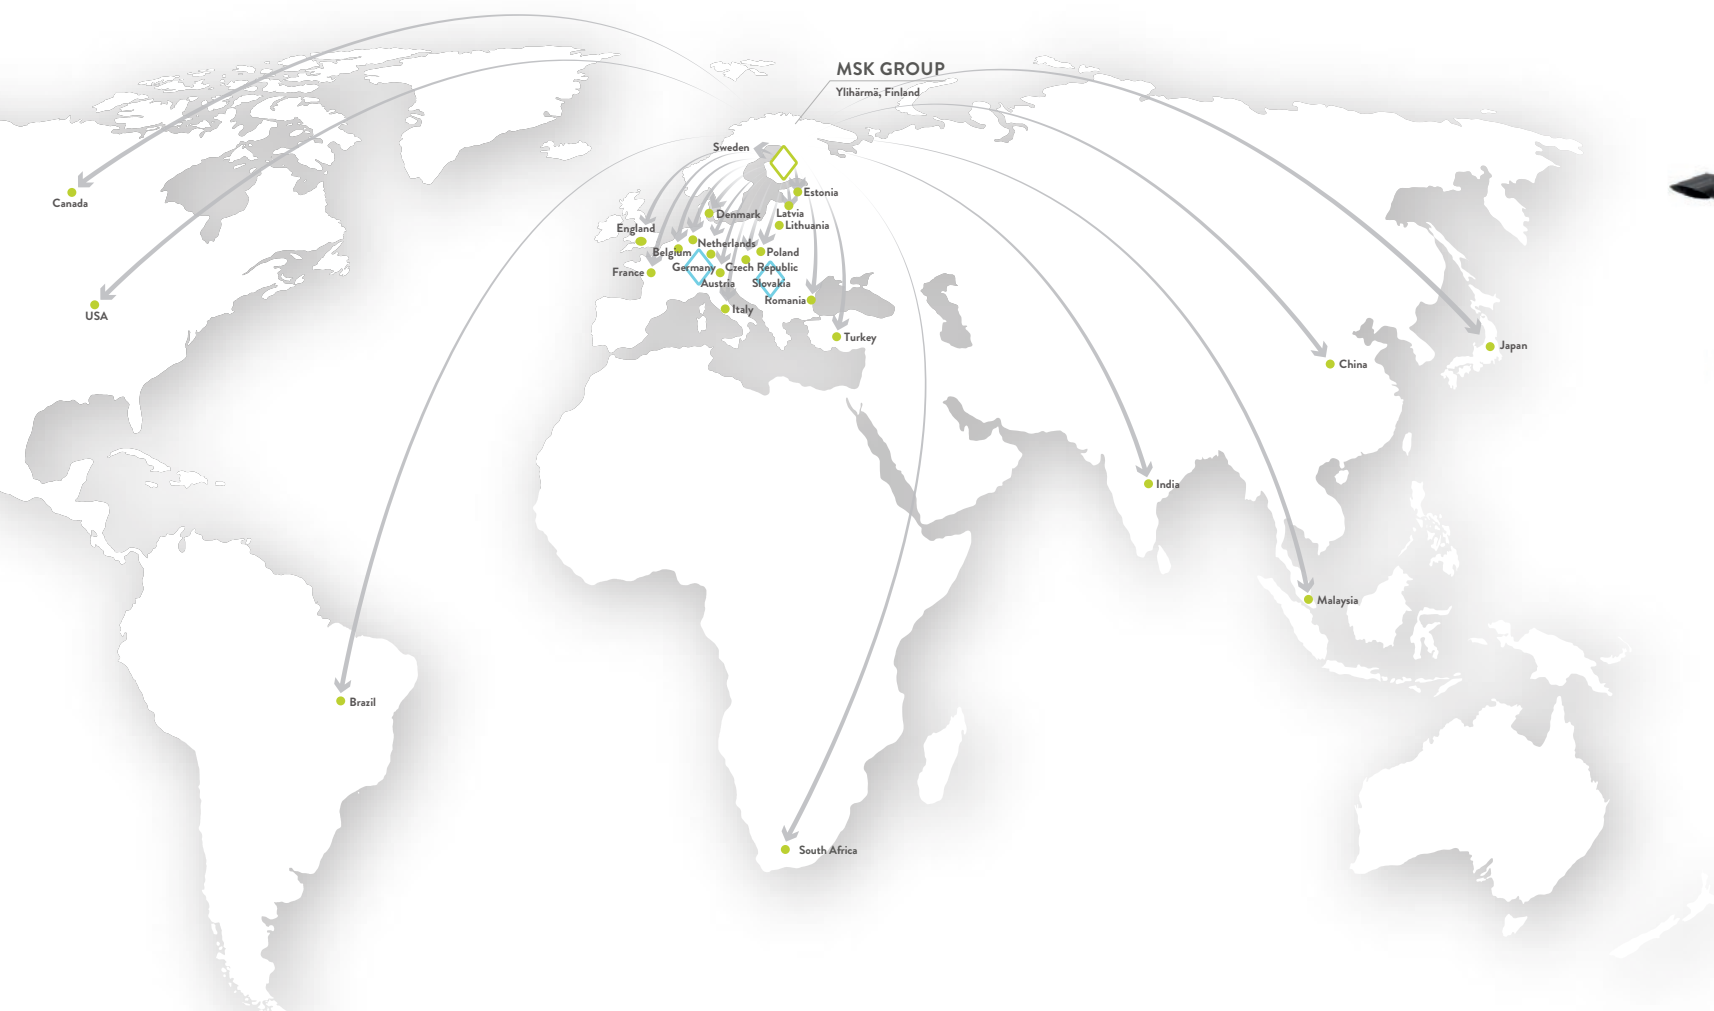 MSK GROUP
Ylihärmä, Finland
Sweden
Estonia
Canada
Latvia
Denmark
Lithuania
England
Netherlands
Belgium
Poland
Germany
Czech Republic
France
Austria
Slovakia
Romania
Italy
USA
Turkey
Japan
China
India
Malaysia
Brazil
South Africa